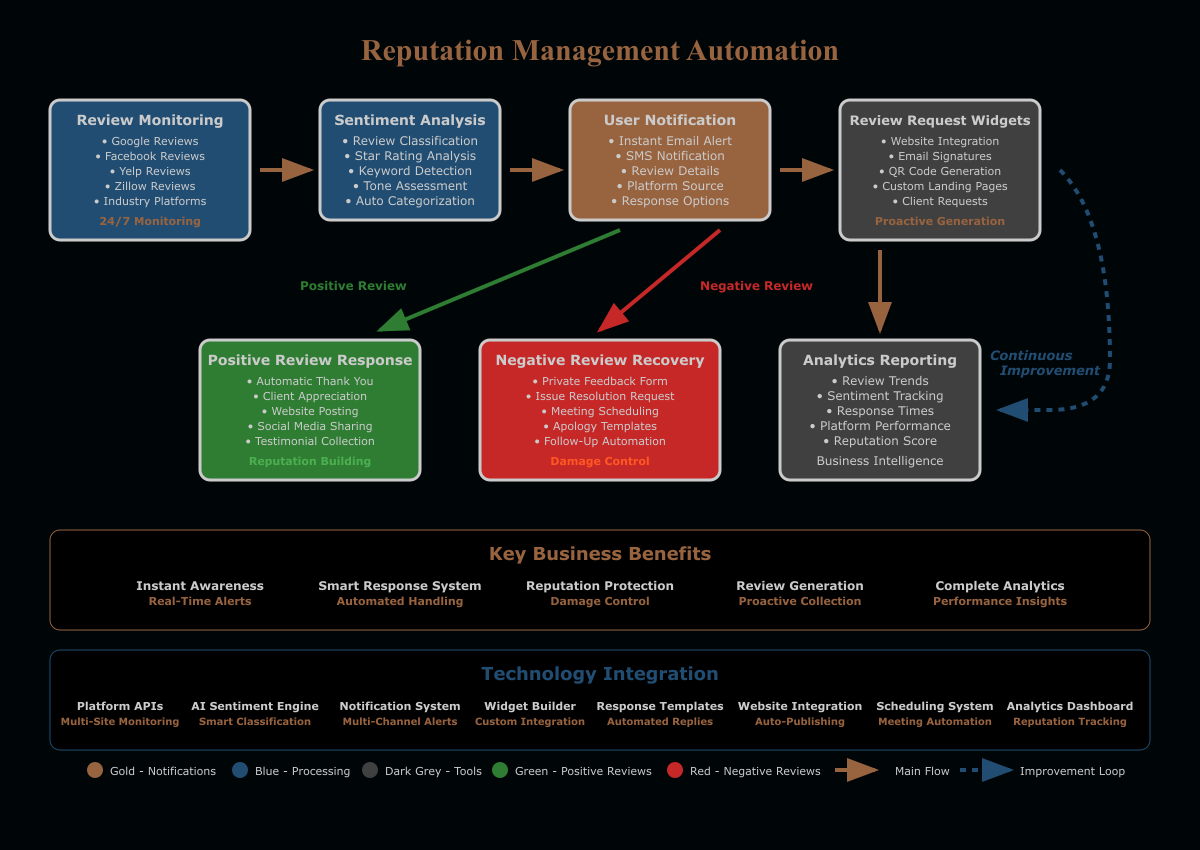 Reputation Management Automation
Review Monitoring
• Google Reviews
• Facebook Reviews
• Yelp Reviews
• Zillow Reviews
• Industry Platforms
24/7 Monitoring
Sentiment Analysis
• Review Classification
• Star Rating Analysis
• Keyword Detection
• Tone Assessment
• Auto Categorization
User Notification
• Instant Email Alert
• SMS Notification
• Review Details
• Platform Source
• Response Options
Review Request Widgets
• Website Integration
• Email Signatures
• QR Code Generation
• Custom Landing Pages
• Client Requests
Proactive Generation
Positive Review
Negative Review
Positive Review Response
• Automatic Thank You
• Client Appreciation
• Website Posting
• Social Media Sharing
• Testimonial Collection
Reputation Building
Negative Review Recovery
• Private Feedback Form
• Issue Resolution Request
• Meeting Scheduling
• Apology Templates
• Follow-Up Automation
Damage Control
Analytics Reporting
• Review Trends
• Sentiment Tracking
• Response Times
• Platform Performance
• Reputation Score
Business Intelligence
Continuous
Improvement
Key Business Benefits
Instant Awareness
Real-Time Alerts
Smart Response System
Automated Handling
Reputation Protection
Damage Control
Review Generation
Proactive Collection
Complete Analytics
Performance Insights
Technology Integration
Platform APIs
Multi-Site Monitoring
AI Sentiment Engine
Smart Classification
Notification System
Multi-Channel Alerts
Widget Builder
Custom Integration
Response Templates
Automated Replies
Website Integration
Auto-Publishing
Scheduling System
Meeting Automation
Analytics Dashboard
Reputation Tracking
Gold - Notifications
Blue - Processing
Dark Grey - Tools
Green - Positive Reviews
Red - Negative Reviews
Main Flow
Improvement Loop